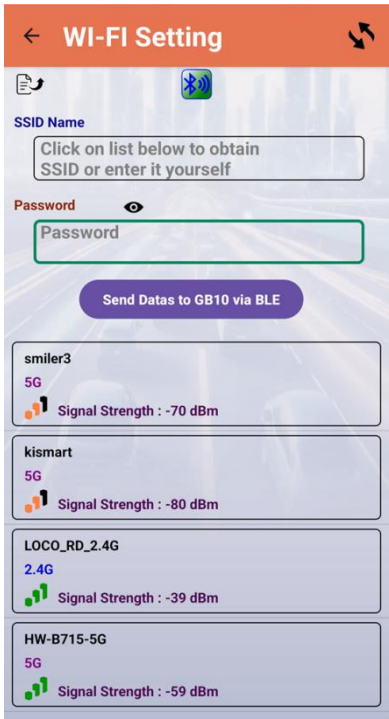 WI-FI Setting
SSID Name
Click on list below to obtain
SSID or enter it yourself
Password
Password
Send Datas to GB10 via BLE
smiler3
5G
Signal Strength : -70 dBm
kismart
5G
Signal Strength : -80 dBm
LOCO_RD_2.4G
2.4G
Signal Strength : -39 dBm
HW-B715-5G
5G
Signal Strength : -59 dBm